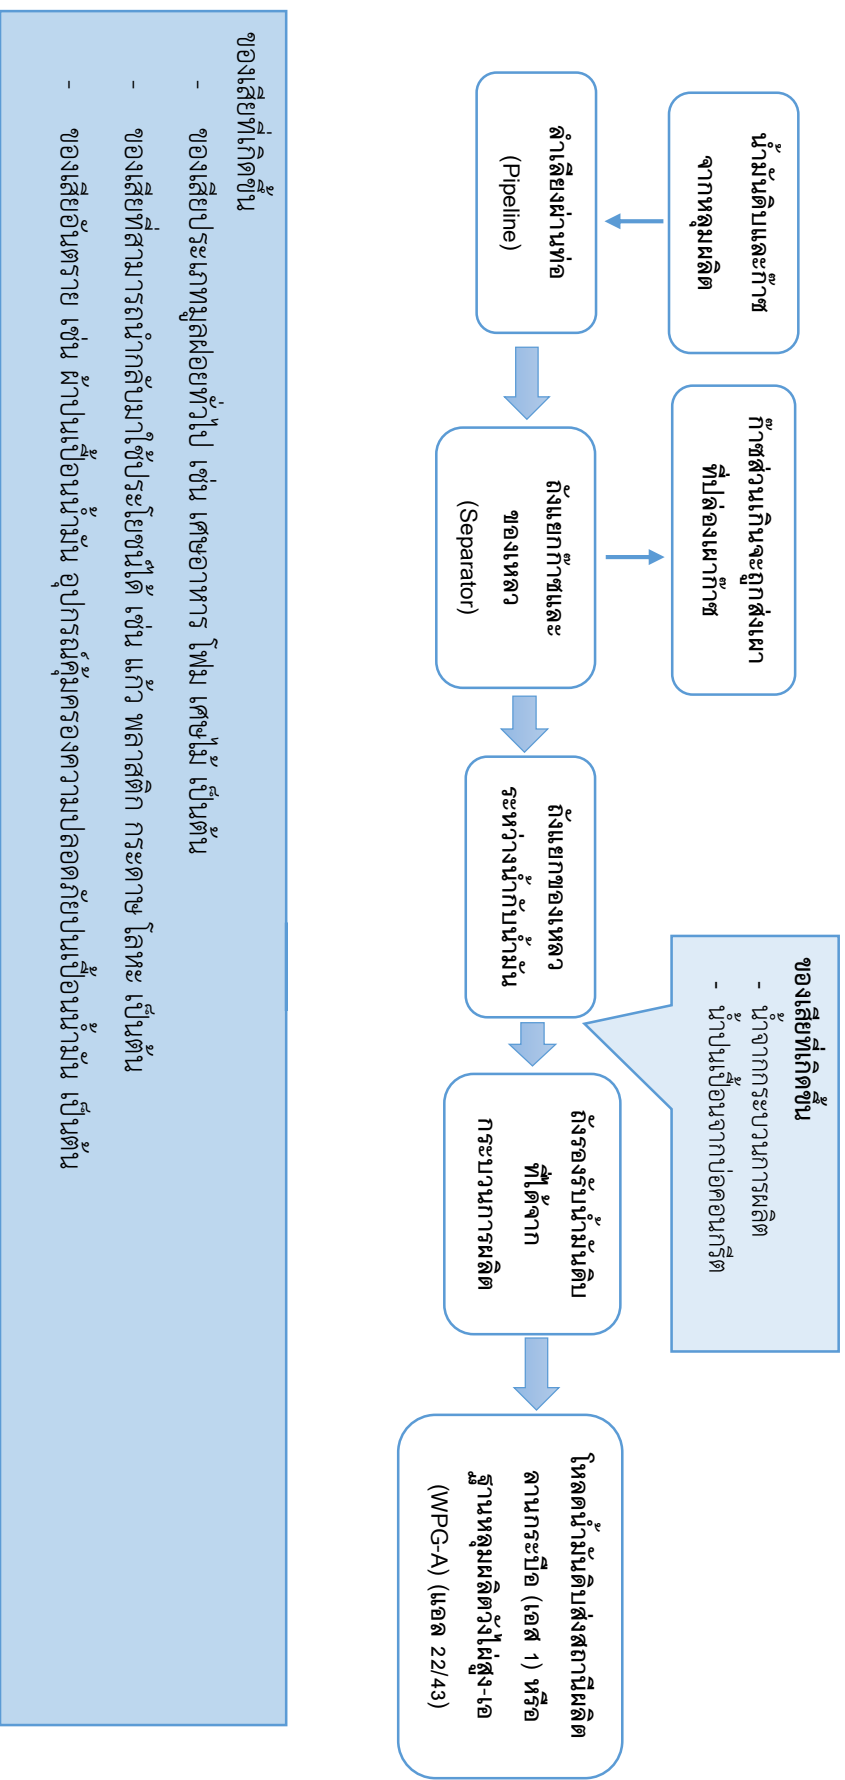 น้ำมันดิบและก๊าซ
จากหลุมผลิต
ก๊าซส่วนเกินจะถูกส่งเผา
ที่ปล่องเผาก๊าซ
ของเสียที่เกิดขึ้น
- น้ำจากกระบวนการผลิต
- น้ำปนเปื้อนจากบ่อคอนกรีต
ลำเลียงผ่านท่อ
(Pipeline)
ถังแยกก๊าซและ
ของเหลว
(Separator)
ถังแยกของเหลว
ระหว่างน้ำกับน้ำมัน
ถังรองรับน้ำมันดิบ
ที่ได้จาก
กระบวนการผลิต
โหลดน้ำมันดิบส่งสถานีผลิต
ลานกระบือ (เอส 1) หรือ
ฐานหลุมผลิตวังไผ่สูง-เอ
(WPG-A) (แอล 22/43)
ของเสียที่เกิดขึ้น
- ของเสียประเภทมูลฝอยทั่วไป เช่น เศษอาหาร โฟม เศษไม้ เป็นต้น
- ของเสียที่สามารถนำกลับมาใช้ประโยชน์ได้ เช่น แก้ว พลาสติก กระดาษ โลหะ เป็นต้น
- ของเสียอันตราย เช่น ผ้าปนเปื้อนน้ำมัน อุปกรณ์คุ้มครองความปลอดภัยปนเปื้อนน้ำมัน เป็นต้น